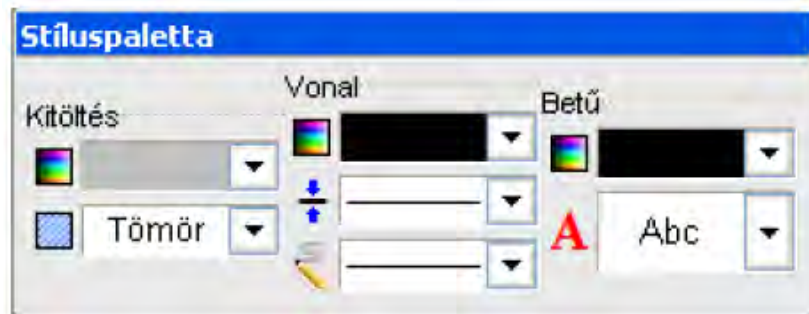 Stíluspaletta
Kitöltés
Tömör
Vonal
Betű
A
Abc